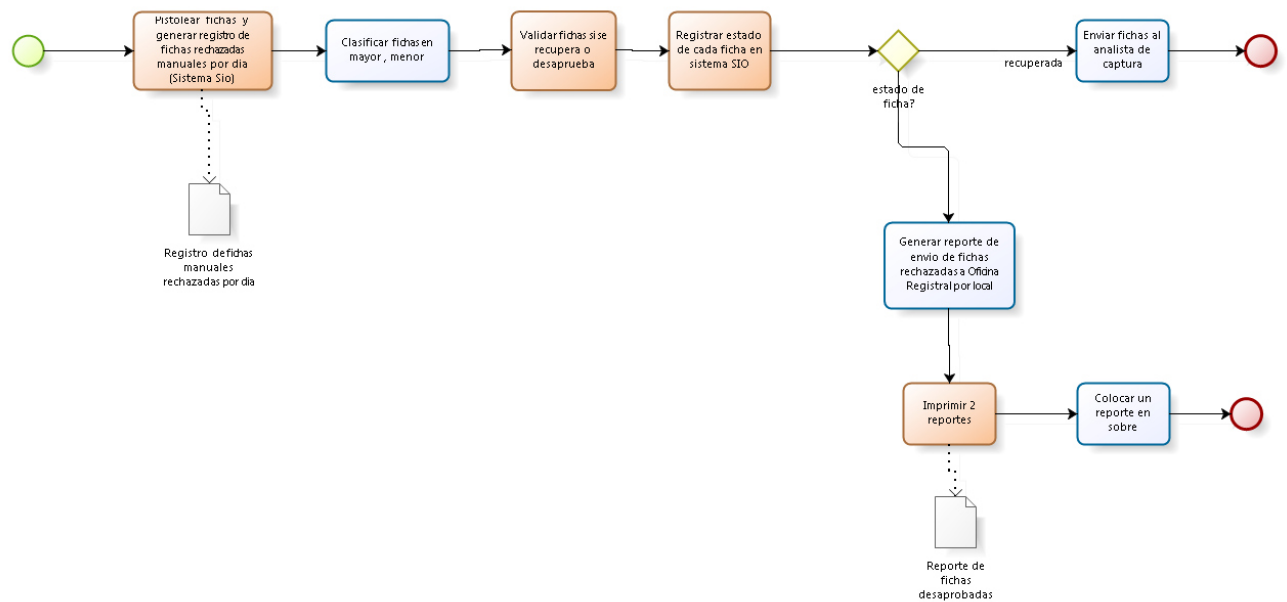 Pistolear fichas y
generar registro de
fichas rechazadas
manuales por dia
(Sistema Sio)
Clasificar fichas en
mayor , menor
Validar fichas si se
recupera o
desaprueba
Registrar estado
de cada ficha en
sistema SIO
estado de
ficha?
recuperada
Enviar fichas al
analista de
captura
Registro de fichas
manuales
rechazadas por dia
Generar reporte de
envio de fichas
rechazadas a Oficina
Registral por local
Imprimir 2
reportes
Colocar un
reporte en
sobre
Reporte de
fichas
desaprobadas